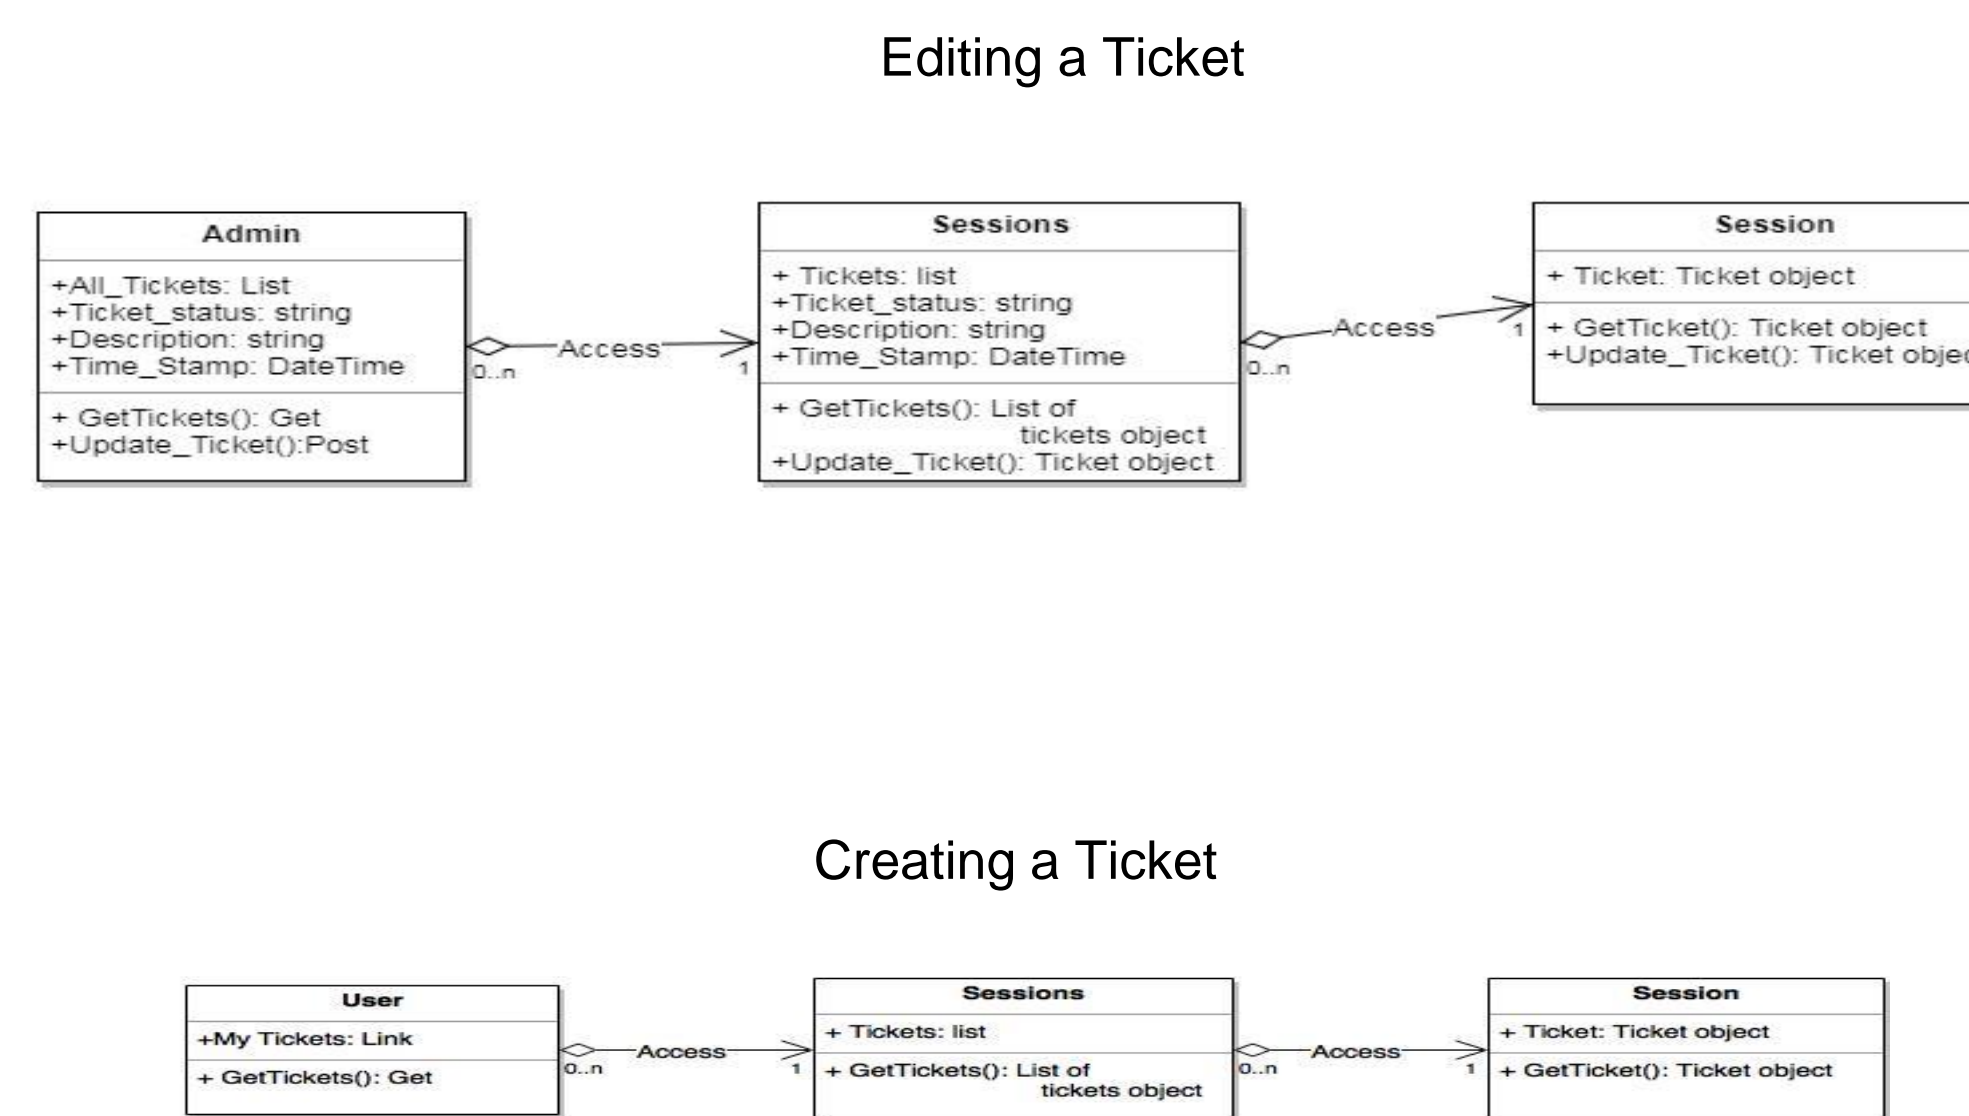 Editing a Ticket
Admin
+All_Tickets: List
+Ticket_status: string
+Description: string
+Time_Stamp: DateTime
+ GetTickets(): Get
+Update_Ticket():Post
Access
0..n
1
Sessions
+ Tickets: list
+Ticket_status: string
+Description: string
+Time_Stamp: DateTime
+ GetTickets(): List of
tickets object
+Update_Ticket(): Ticket object
Access
0..n
1
Session
+ Ticket: Ticket object
+ GetTicket(): Ticket object
+Update_Ticket(): Ticket
Creating a Ticket
User
+My Tickets: Link
+ GetTickets(): Get
Access
0..n
1
Sessions
+ Tickets: list
+ GetTickets(): List of
tickets object
Access
0..n
1
Session
+ Ticket: Ticket object
+ GetTicket(): Ticket object